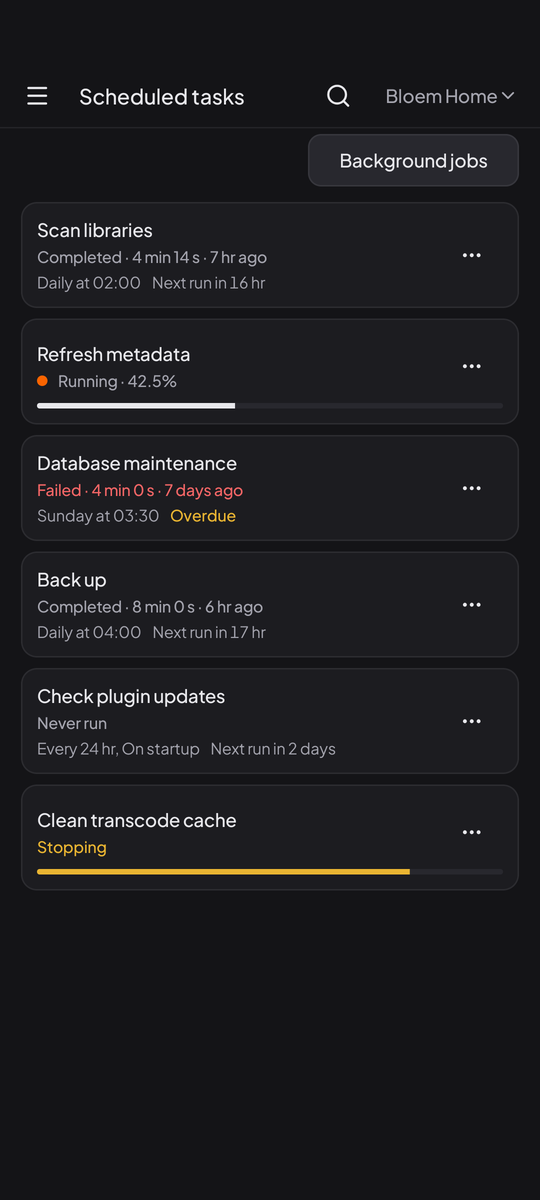 Scheduled tasks
Bloem Home
Background jobs
Scan libraries
Completed · 4 min 14 s · 7 hr ago
Daily at 02:00 Next run in 16 hr
Refresh metadata
Running · 42.5%
Database maintenance
Failed · 4 min 0 s · 7 days ago
Sunday at 03:30 Overdue
Back up
Completed · 8 min 0 s · 6 hr ago
Daily at 04:00 Next run in 17 hr
Check plugin updates
Never run
Every 24 hr, On startup Next run in 2 days
Clean transcode cache
Stopping